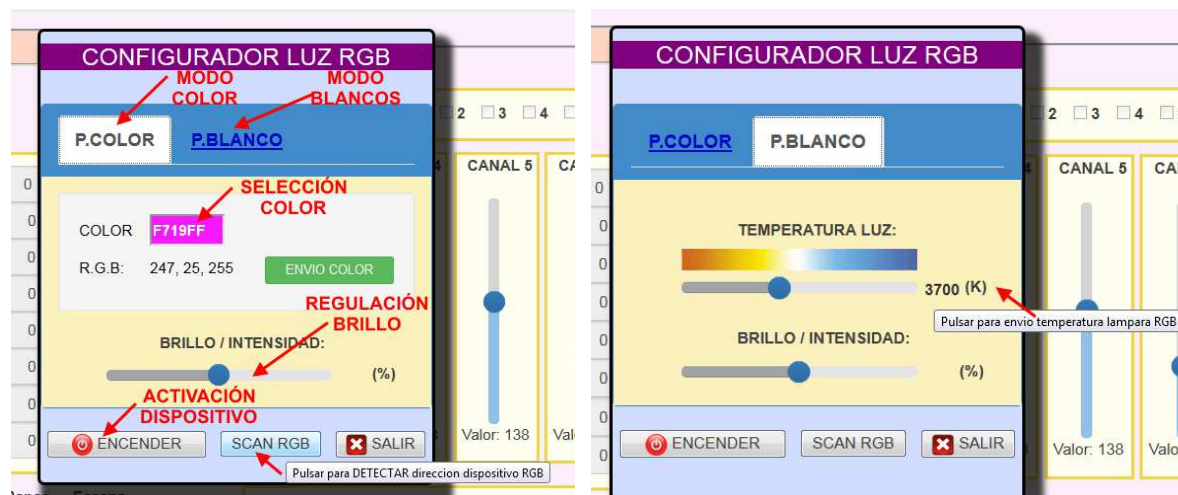 CONFIGURADOR LUZ RGB
MODO
COLOR
MODO
BLANCOS
P.COLOR
P.BLANCO
SELECCIÓN
COLOR
COLOR
F719FF
R.G.B:
247, 25, 255
ENVIO COLOR
REGULACIÓN
BRILLO
BRILLO / INTENSIDAD:
(%)
ACTIVACIÓN
DISPOSITIVO
ENCENDER
SCAN RGB
SALIR
Pulsar para DETECTAR direccion dispositivo RGB
0
0
0
0
0
0
0
0
2 3 4
4
CANAL 5
Valor: 138
CONFIGURADOR LUZ RGB
P.COLOR
P.BLANCO
TEMPERATURA LUZ:
3700 (K)
Pulsar para envio temperatura lampara RGB
BRILLO / INTENSIDAD:
(%)
ENCENDER
SCAN RGB
SALIR
0
0
0
0
0
0
0
0
2 3 4
4
CANAL 5
Valor: 138